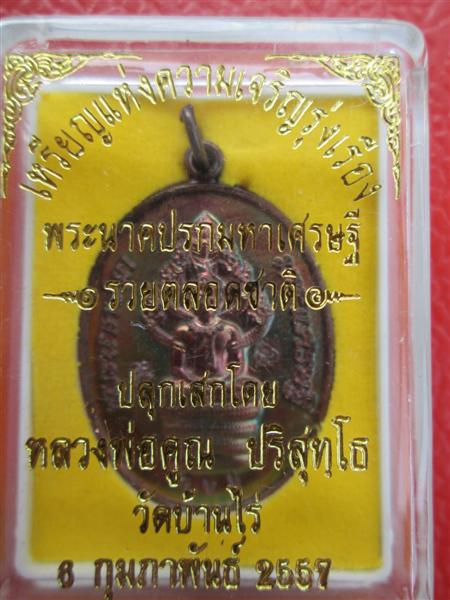 เหรียญแห่งความเจริญรุ่งเรือง
พระนาคปรกมหาเศรษฐี
รวยตลอดชาติ
ปลุกเสกโดย
หลวงพ่อคูณ ปริสุทฺโธ
วัดบ้านไร่
6 กุมภาพันธ์ 2557